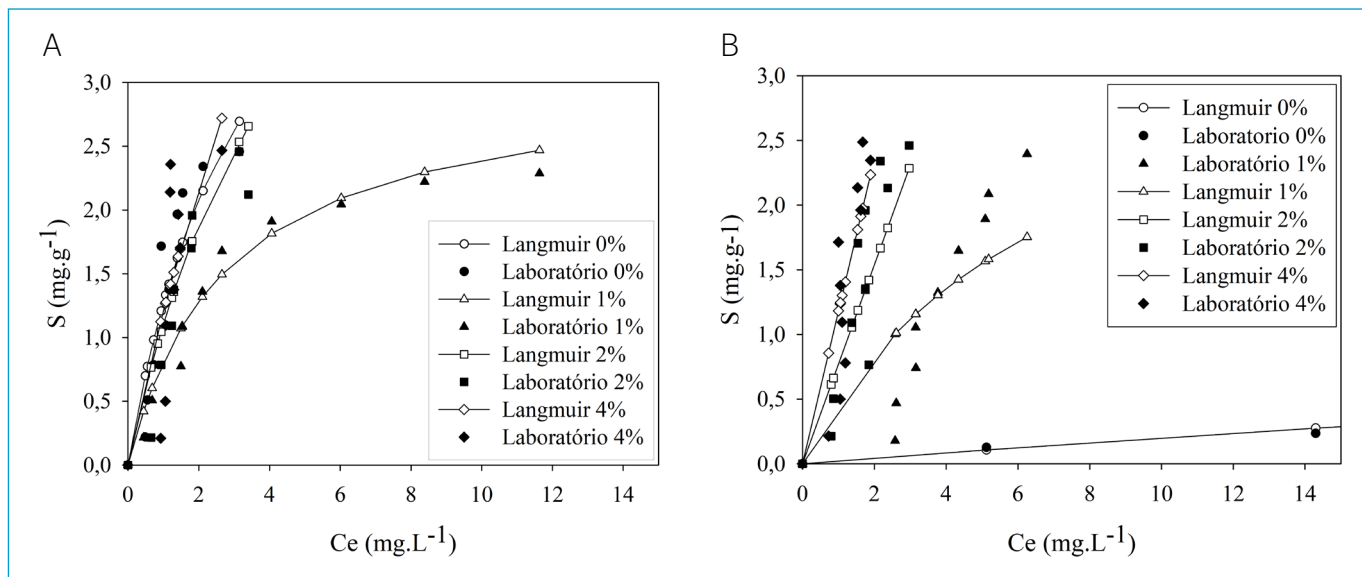 A
S (mg.g-1)
3,0
2,5
2,0
1,5
1,0
0,5
0,0
Langmuir 0%
Laboratório 0%
Langmuir 1%
Laboratório 1%
Langmuir 2%
Laboratório 2%
Langmuir 4%
Laboratório 4%
0 2 4 6 8 10 12 14
Ce (mg.L-1)
B
S (mg.g-1)
3,0
2,5
2,0
1,5
1,0
0,5
0,0
Langmuir 0%
Laboratorio 0%
Laboratório 1%
Langmuir 1%
Langmuir 2%
Laboratório 2%
Langmuir 4%
Laboratório 4%
0 2 4 6 8 10 12 14
Ce (mg.L-1)